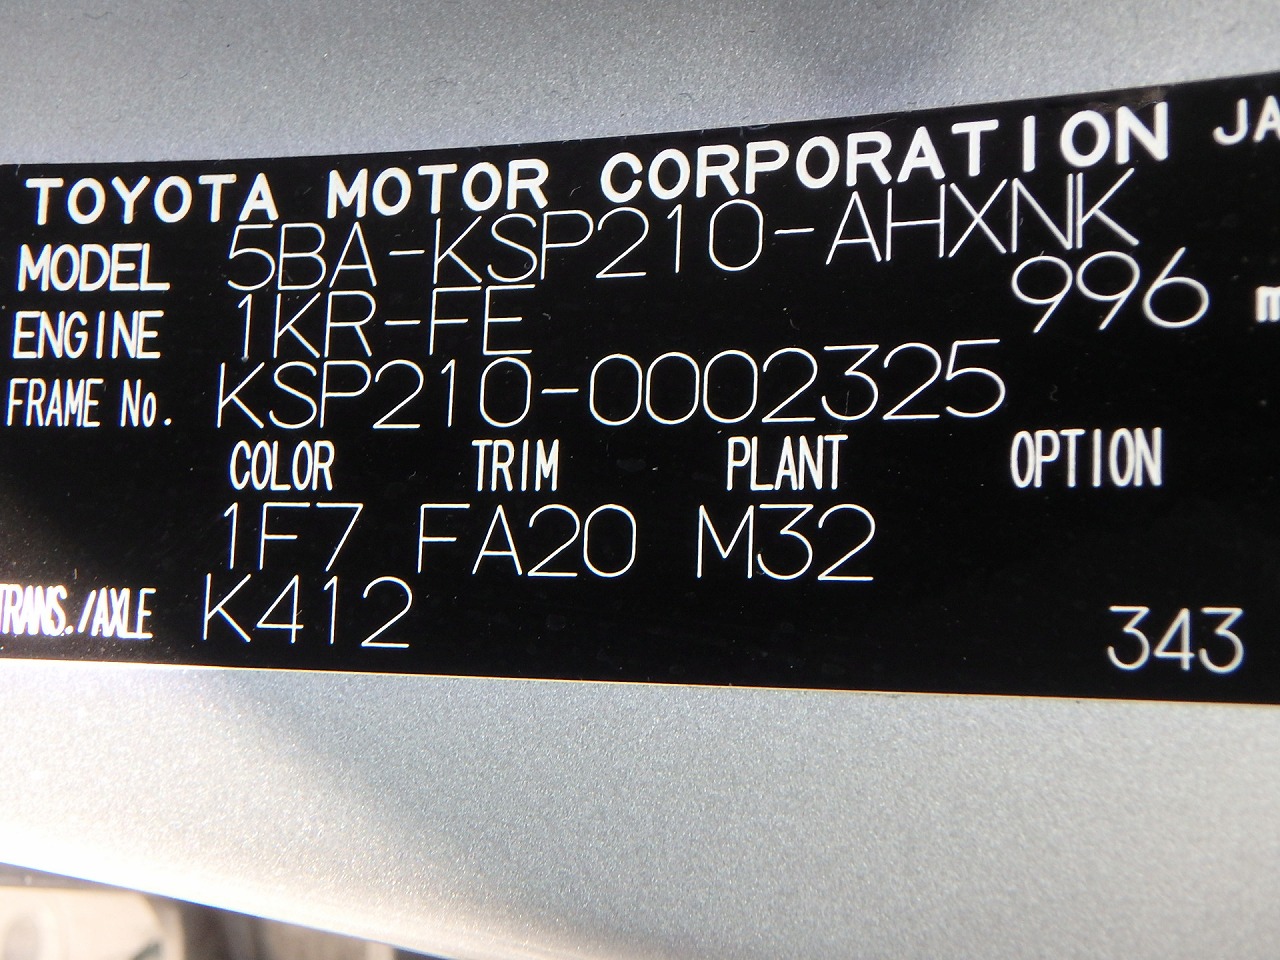 TOYOTA MOTOR CORPORATION JA
MODEL 5BA-KSP210-AHXNK
ENGINE 1KR-FE 996 m
FRAME No. KSP210-0002325
COLOR TRIM PLANT OPTION
1F7 FA20 M32
TRANS./AXLE K412 343